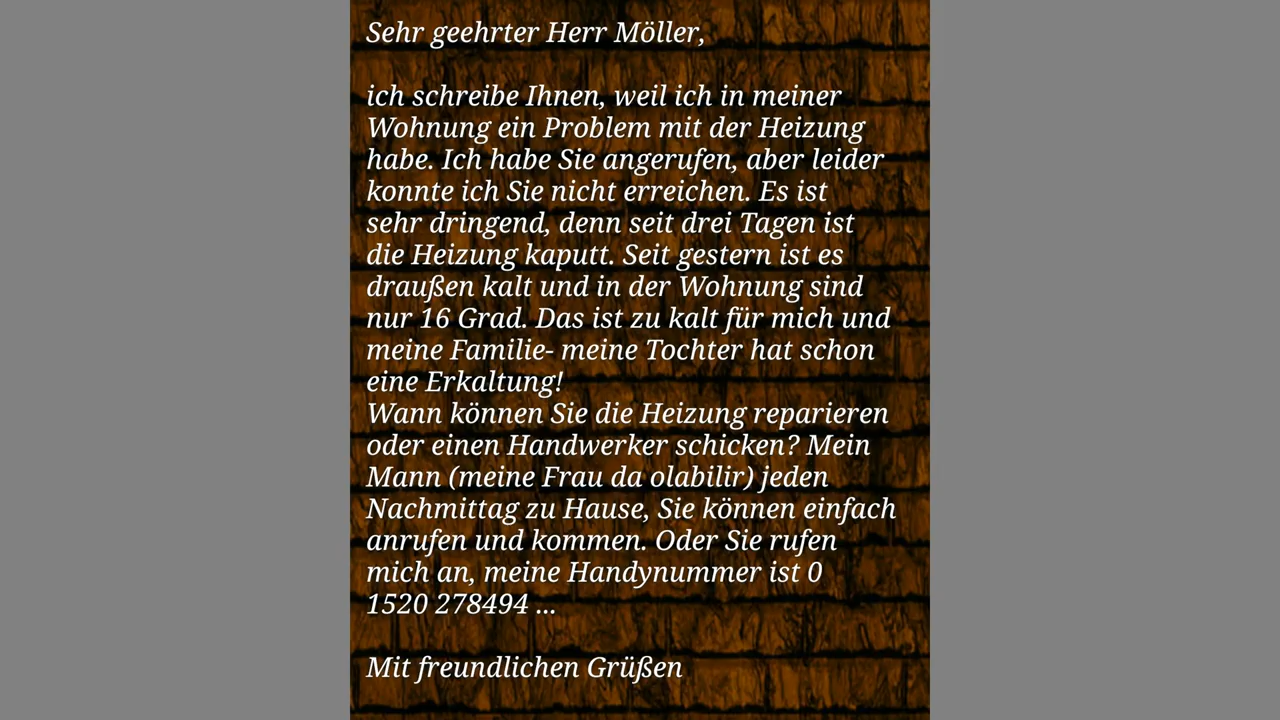 Sehr geehrter Herr Möller,
ich schreibe Ihnen, weil ich in meiner
Wohnung ein Problem mit der Heizung
habe. Ich habe Sie angerufen, aber leider
konnte ich Sie nicht erreichen. Es ist
sehr dringend, denn seit drei Tagen ist
die Heizung kaputt. Seit gestern ist es
draußen kalt und in der Wohnung sind
nur 16 Grad. Das ist zu kalt für mich und
meine Familie- meine Tochter hat schon
eine Erkaltung!
Wann können Sie die Heizung reparieren
oder einen Handwerker schicken? Mein
Mann (meine Frau da olabilir) jeden
Nachmittag zu Hause, Sie können einfach
anrufen und kommen. Oder Sie rufen
mich an, meine Handynummer ist 0
1520 278494 ...
Mit freundlichen Grüßen